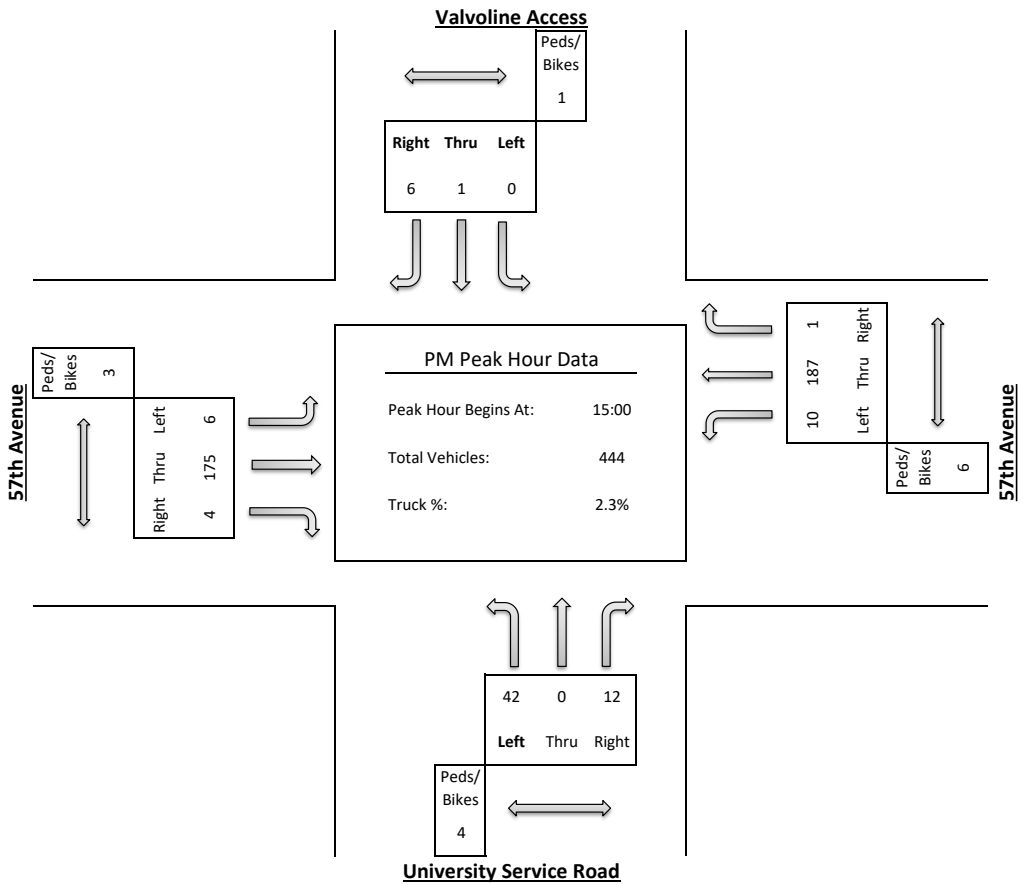 Valvoline Access
Peds/
Bikes
1
Right Thru Left
6 1 0
57th Avenue
Peds/
Bikes
3
Left 6
Thru 175
Right 4
PM Peak Hour Data
Peak Hour Begins At: 15:00
Total Vehicles: 444
Truck %: 2.3%
1 Right
187 Thru
10 Left
Peds/
Bikes
6
57th Avenue
42 0 12
Left Thru Right
Peds/
Bikes
4
University Service Road